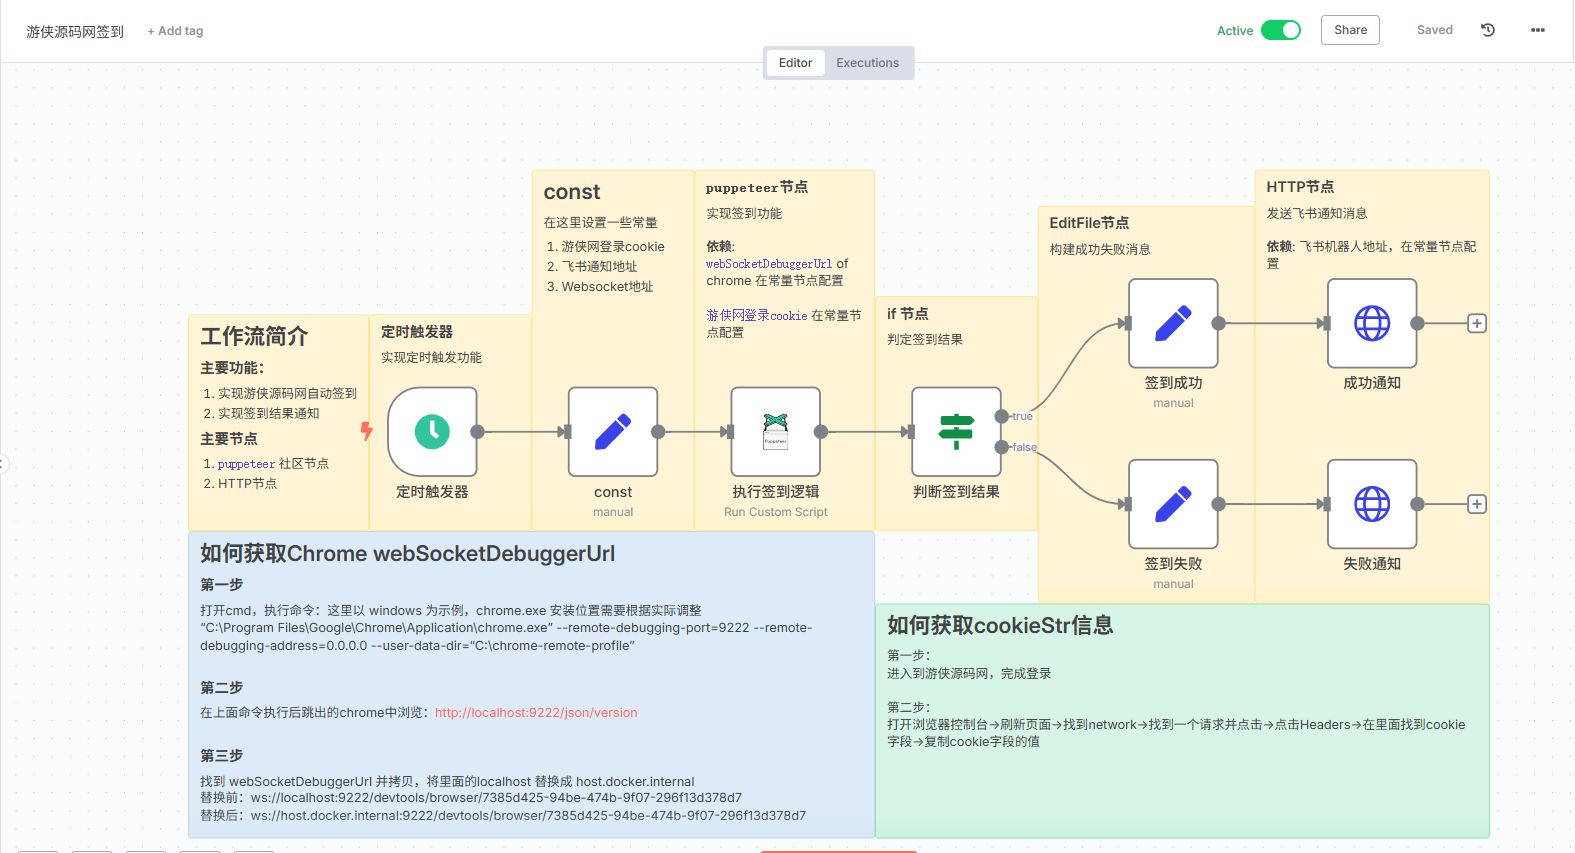 游侠源码网签到
+ Add tag
Active
Share
Saved
Editor
Executions
工作流简介
主要功能：
1. 实现游侠源码网自动签到
2. 实现签到结果通知
主要节点
1. puppeteer 社区节点
2. HTTP节点
定时触发器
实现定时触发功能
定时触发器
const
在这里设置一些常量
1. 游侠网登录cookie
2. 飞书通知地址
3. Websocket地址
const
manual
puppeteer节点
实现签到功能
依赖:
webSocketDebuggerUrl of
chrome 在常量节点配置
游侠网登录cookie 在常量节
点配置
Puppeteer
执行签到逻辑
Run Custom Script
if 节点
判定签到结果
true
false
判断签到结果
EditFile节点
构建成功失败消息
签到成功
manual
签到失败
manual
HTTP节点
发送飞书通知消息
依赖: 飞书机器人地址，在常量节点配
置
成功通知
失败通知
如何获取Chrome webSocketDebuggerUrl
第一步
打开cmd，执行命令：这里以 windows 为示例，chrome.exe 安装位置需要根据实际调整
“C:\Program Files\Google\Chrome\Application\chrome.exe” --remote-debugging-port=9222 --remote-
debugging-address=0.0.0.0 --user-data-dir=“C:\chrome-remote-profile”
第二步
在上面命令执行后跳出的chrome中浏览：http://localhost:9222/json/version
第三步
找到 webSocketDebuggerUrl 并拷贝，将里面的localhost 替换成 host.docker.internal
替换前：ws://localhost:9222/devtools/browser/7385d425-94be-474b-9f07-296f13d378d7
替换后：ws://host.docker.internal:9222/devtools/browser/7385d425-94be-474b-9f07-296f13d378d7
如何获取cookieStr信息
第一步：
进入到游侠源码网，完成登录
第二步：
打开浏览器控制台→刷新页面→找到network→找到一个请求并点击→点击Headers→在里面找到cookie
字段→复制cookie字段的值